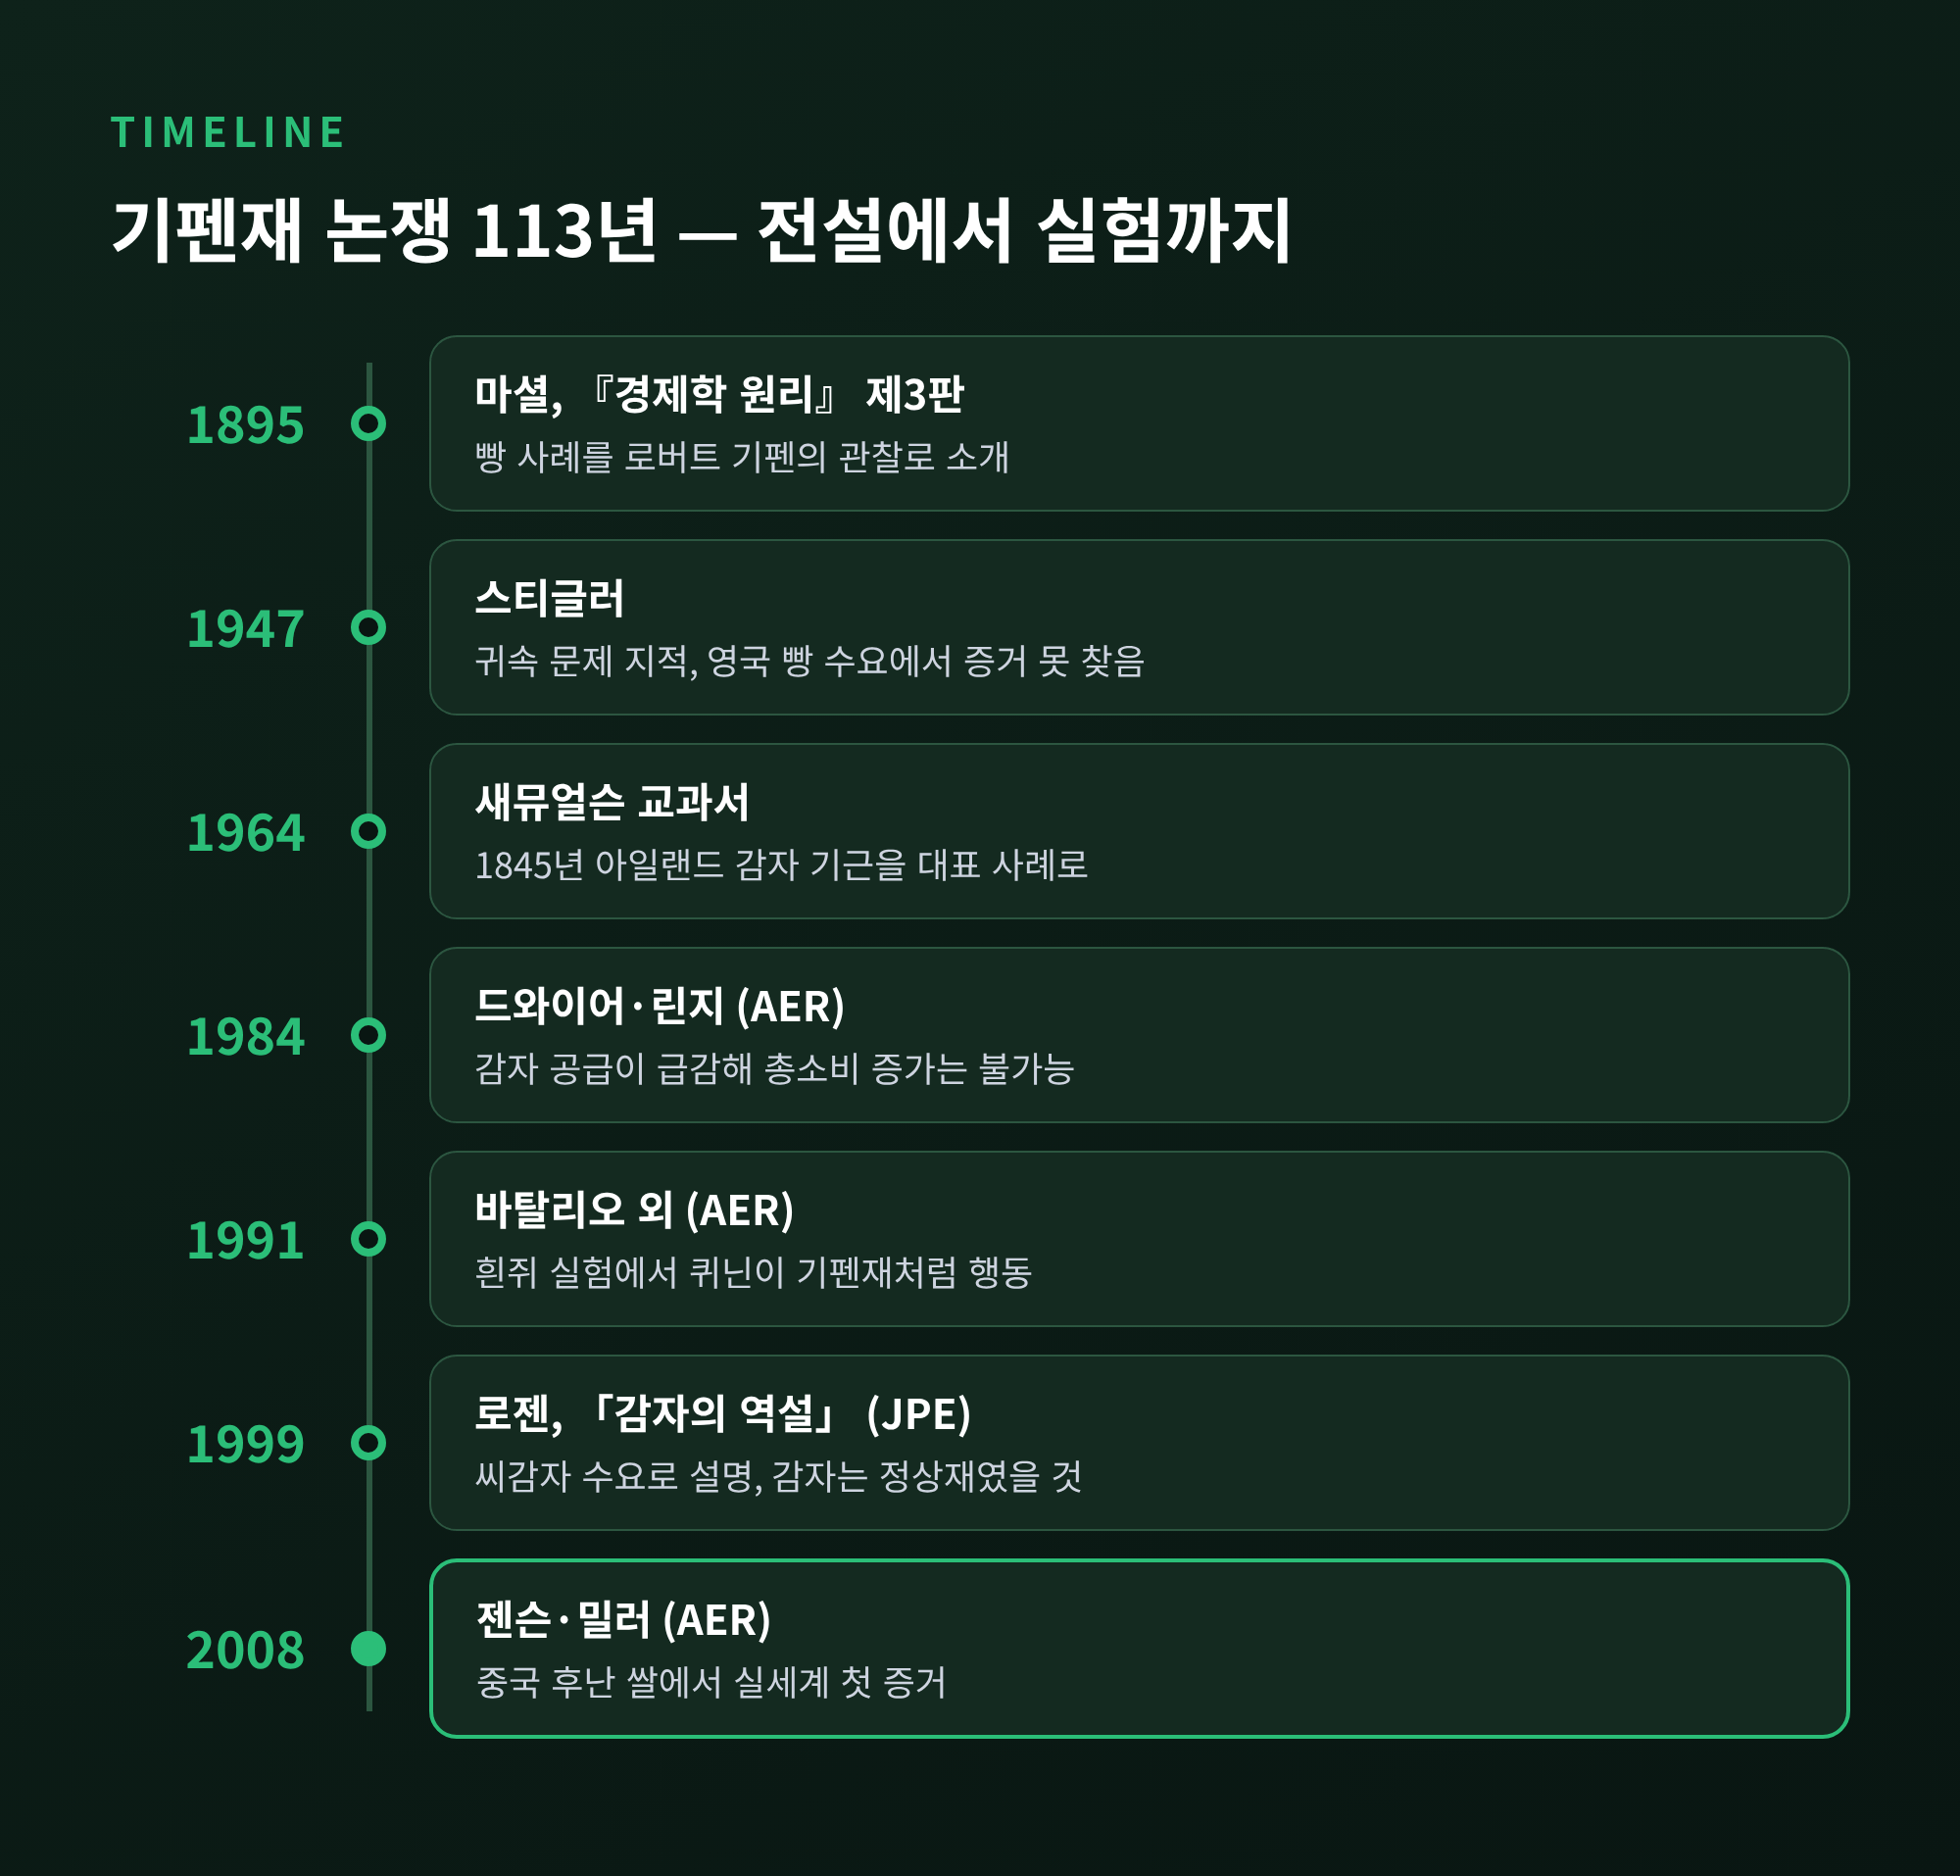 TIMELINE
기펜재 논쟁 113년 — 전설에서 실험까지
1895
마셜, 『경제학 원리』 제3판
빵 사례를 로버트 기펜의 관찰로 소개
1947
스티글러
귀속 문제 지적, 영국 빵 수요에서 증거 못 찾음
1964
새뮤얼슨 교과서
1845년 아일랜드 감자 기근을 대표 사례로
1984
드와이어·린지 (AER)
감자 공급이 급감해 총소비 증가는 불가능
1991
바탈리오 외 (AER)
흰쥐 실험에서 퀴닌이 기펜재처럼 행동
1999
로젠, 「감자의 역설」 (JPE)
씨감자 수요로 설명, 감자는 정상재였을 것
2008
젠슨·밀러 (AER)
중국 후난 쌀에서 실세계 첫 증거